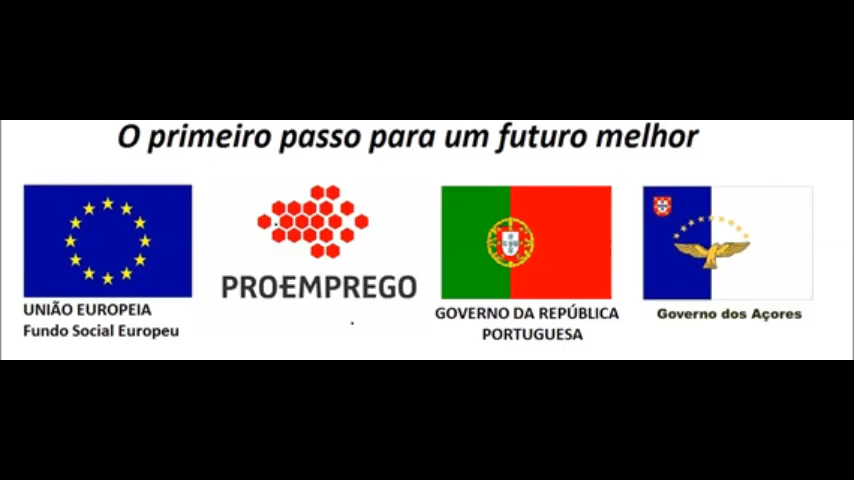 O primeiro passo para um futuro melhor
UNIÃO EUROPEIA
Fundo Social Europeu
PROEMPREGO
GOVERNO DA REPÚBLICA
PORTUGUESA
Governo dos Açores